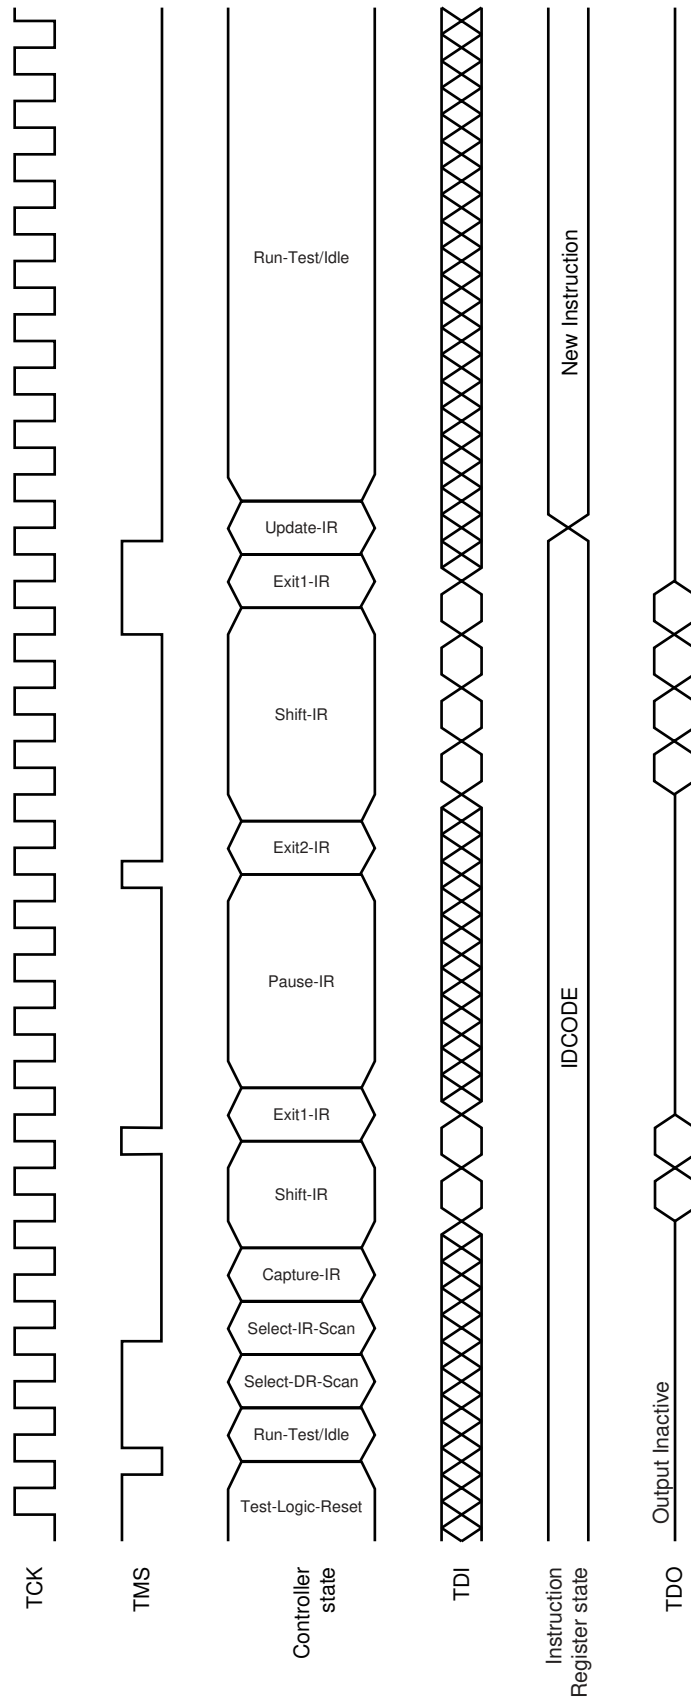 Run-Test/Idle
New Instruction
Update-IR
Exit1-IR
Shift-IR
Exit2-IR
Pause-IR
IDCODE
Exit1-IR
Shift-IR
Capture-IR
Select-IR-Scan
Select-DR-Scan
Run-Test/Idle
Test-Logic-Reset
Output Inactive
TCK
TMS
Controller
state
TDI
Instruction
Register state
TDO